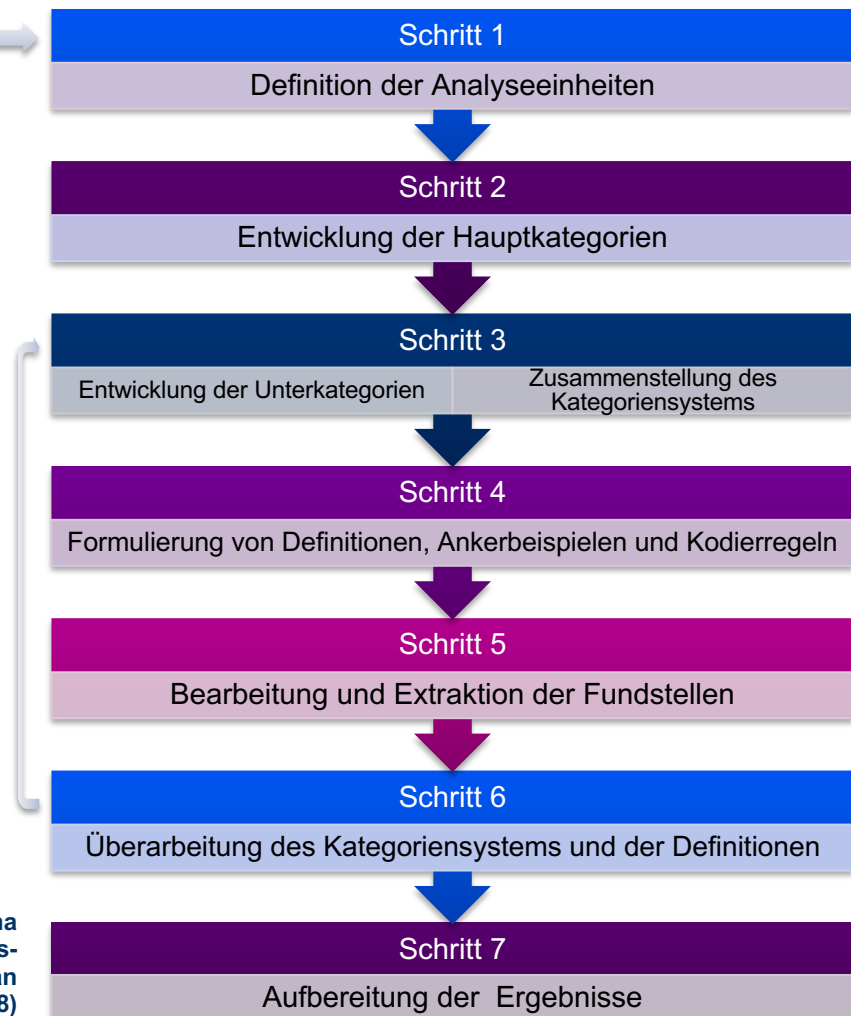 Schritt 1
Definition der Analyseeinheiten
Schritt 2
Entwicklung der Hauptkategorien
Schritt 3
Entwicklung der Unterkategorien
Zusammenstellung des
Kategoriensystems
Schritt 4
Formulierung von Definitionen, Ankerbeispielen und Kodierregeln
Schritt 5
Bearbeitung und Extraktion der Fundstellen
Schritt 6
Überarbeitung des Kategoriensystems und der Definitionen
Schritt 7
Aufbereitung der Ergebnisse